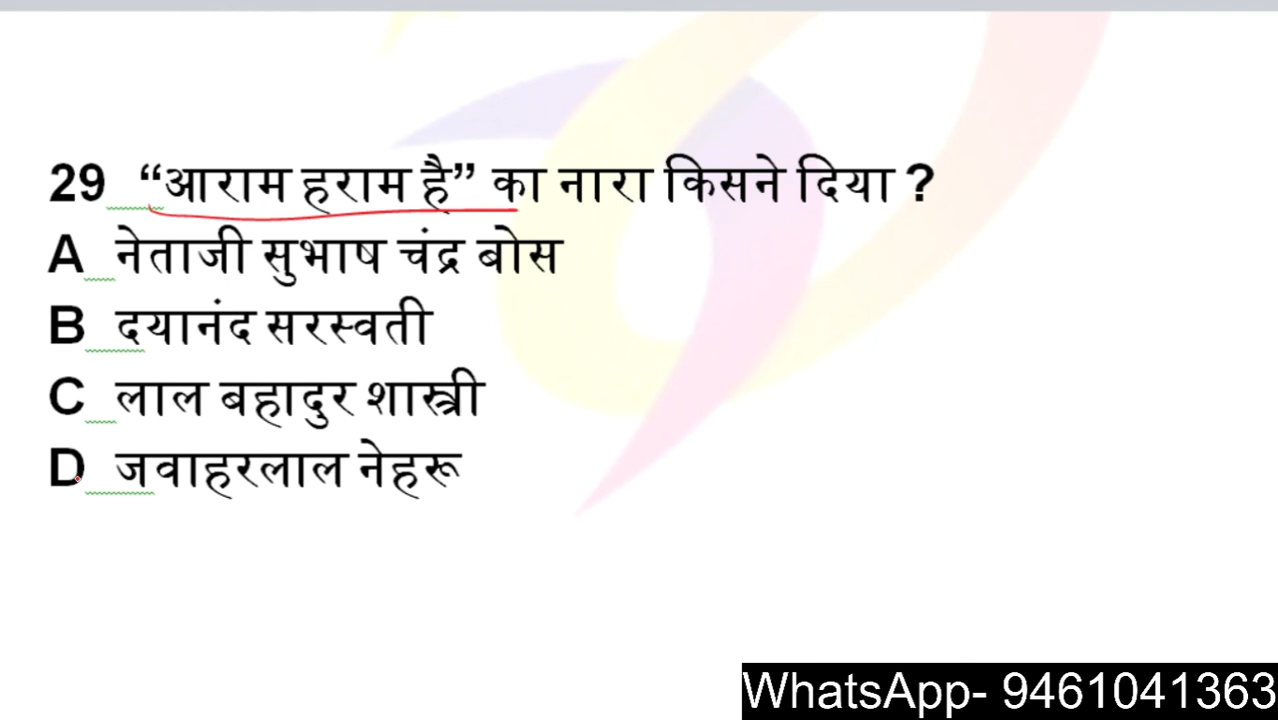 29 “आराम हराम है” का नारा किसने दिया ?
A नेताजी सुभाष चंद्र बोस
B दयानंद सरस्वती
C लाल बहादुर शास्त्री
D जवाहरलाल नेहरू
WhatsApp- 9461041363